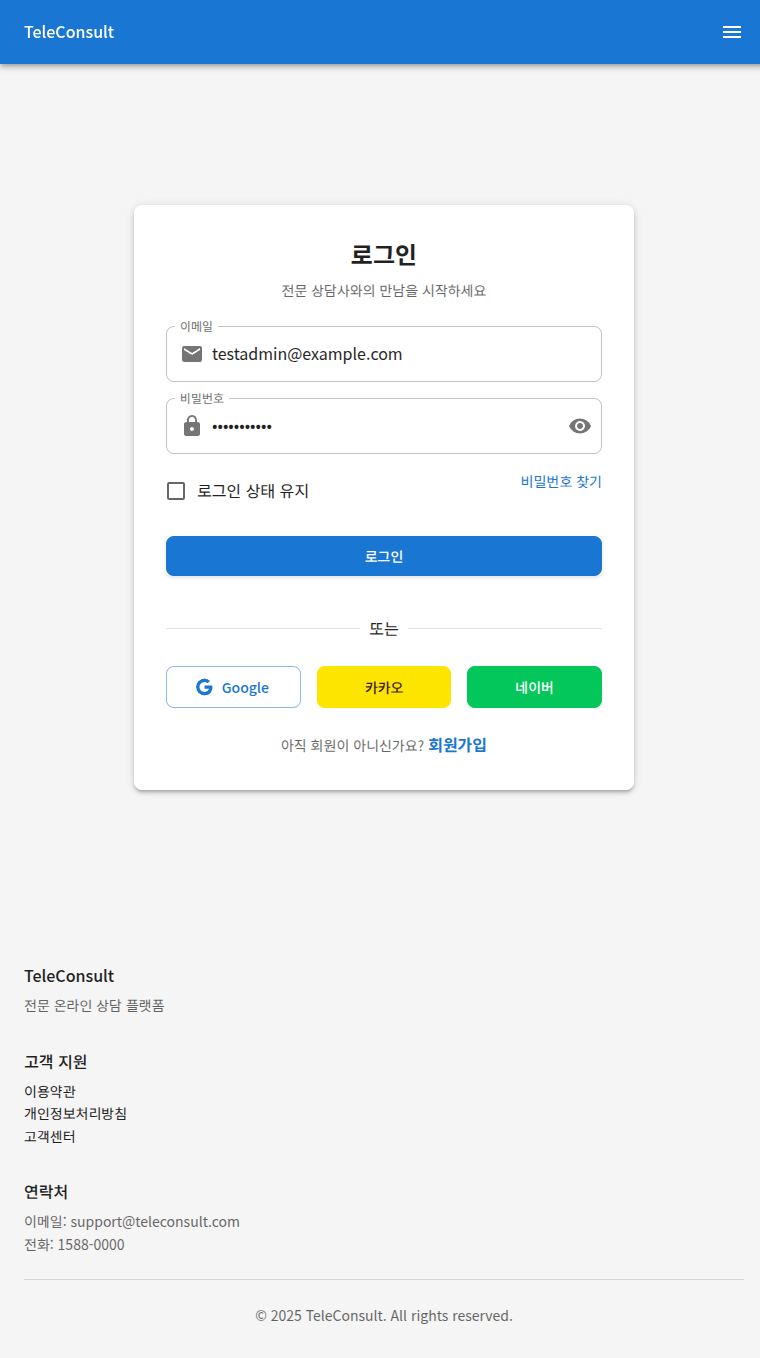 TeleConsult
로그인
전문 상담사와의 만남을 시작하세요
이메일
testadmin@example.com
비밀번호
•••••••••••
로그인 상태 유지
비밀번호 찾기
로그인
또는
Google
카카오
네이버
아직 회원이 아니신가요? 회원가입
TeleConsult
전문 온라인 상담 플랫폼
고객 지원
이용약관
개인정보처리방침
고객센터
연락처
이메일: support@teleconsult.com
전화: 1588-0000
© 2025 TeleConsult. All rights reserved.